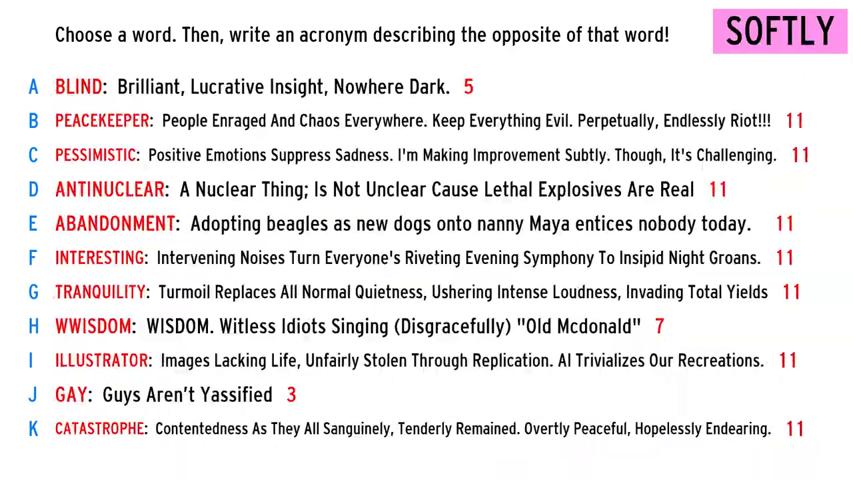 Choose a word. Then, write an acronym describing the opposite of that word!
SOFTLY
A BLIND: Brilliant, Lucrative Insight, Nowhere Dark. 5
B PEACEKEEPER: People Enraged And Chaos Everywhere. Keep Everything Evil. Perpetually, Endlessly Riot!!! 11
C PESSIMISTIC: Positive Emotions Suppress Sadness. I'm Making Improvement Subtly. Though, It's Challenging. 11
D ANTINUCLEAR: A Nuclear Thing; Is Not Unclear Cause Lethal Explosives Are Real 11
E ABANDONMENT: Adopting beagles as new dogs onto nanny Maya entices nobody today. 11
F INTERESTING: Intervening Noises Turn Everyone's Riveting Evening Symphony To Insipid Night Groans. 11
G TRANQUILITY: Turmoil Replaces All Normal Quietness, Ushering Intense Loudness, Invading Total Yields 11
H WWISDOM: WISDOM. Witless Idiots Singing (Disgracefully) "Old Mcdonald" 7
I ILLUSTRATOR: Images Lacking Life, Unfairly Stolen Through Replication. AI Trivializes Our Recreations. 11
J GAY: Guys Aren't Yassified 3
K CATASTROPHE: Contentedness As They All Sanguinely, Tenderly Remained. Overtly Peaceful, Hopelessly Endearing. 11